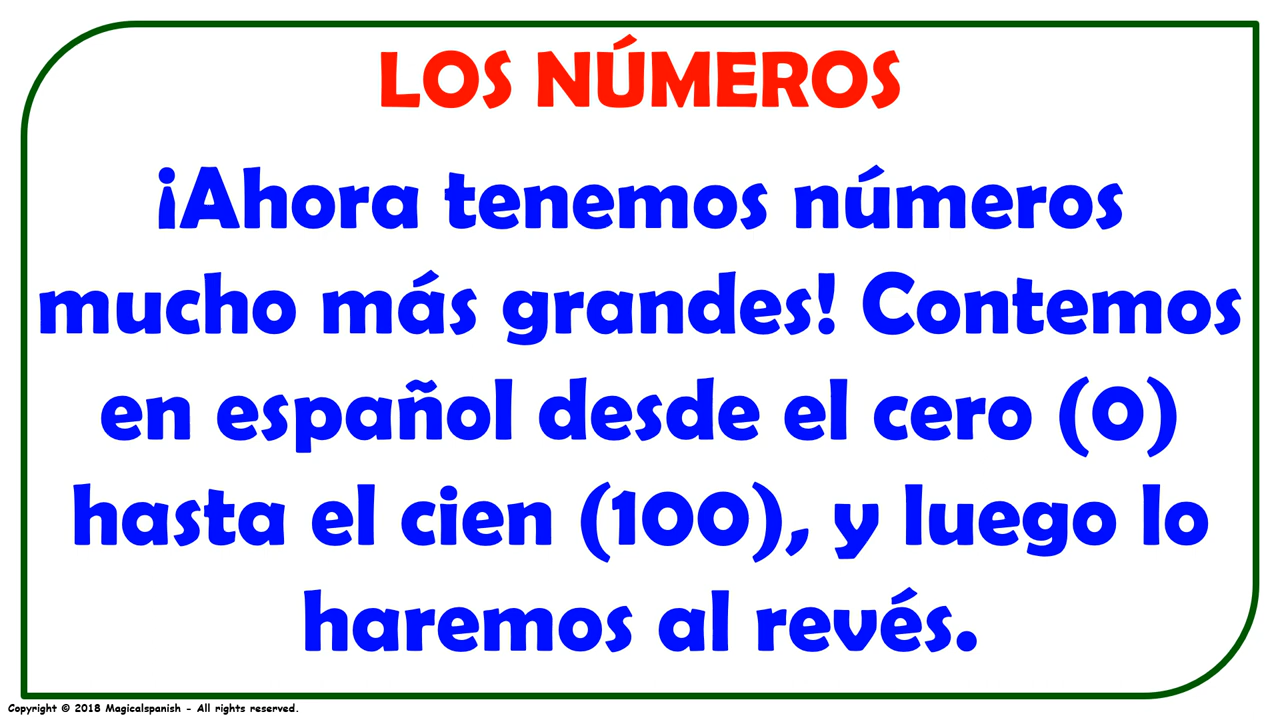 LOS NÚMEROS
¡Ahora tenemos números
mucho más grandes! Contemos
en español desde el cero (0)
hasta el cien (100), y luego lo
haremos al revés.
Copyright © 2018 Magicalspanish - All rights reserved.